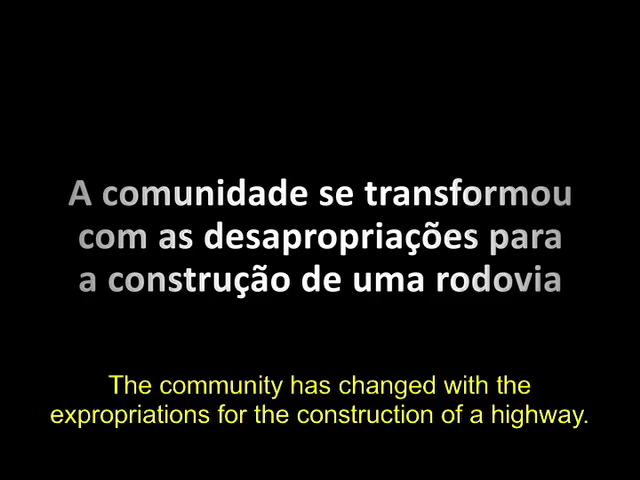 A comunidade se transformou
com as desapropriações para
a construção de uma rodovia
The community has changed with the
expropriations for the construction of a highway.